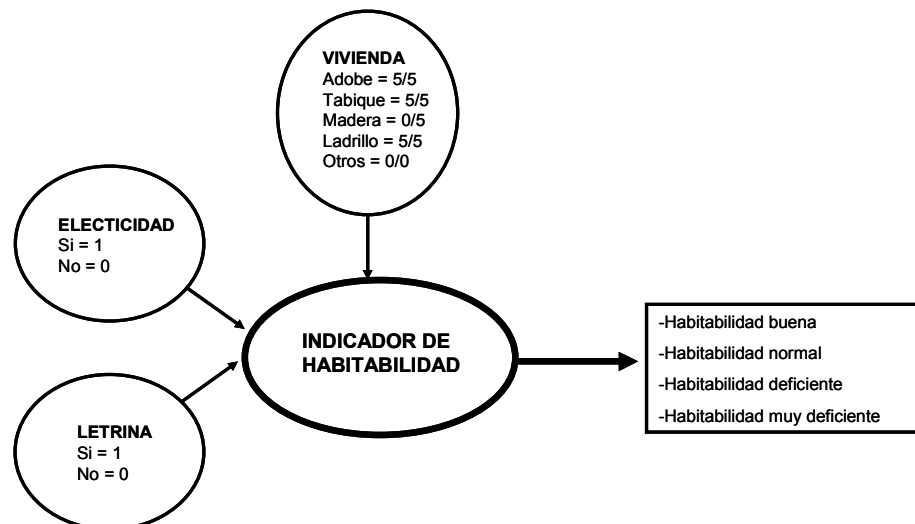 VIVIENDA
Adobe = 5/5
Tabique = 5/5
Madera = 0/5
Ladrillo = 5/5
Otros = 0/0
ELECTICIDAD
Si = 1
No = 0
INDICADOR DE
HABITABILIDAD
-Habitabilidad buena
-Habitabilidad normal
-Habitabilidad deficiente
-Habitabilidad muy deficiente
LETRINA
Si = 1
No = 0